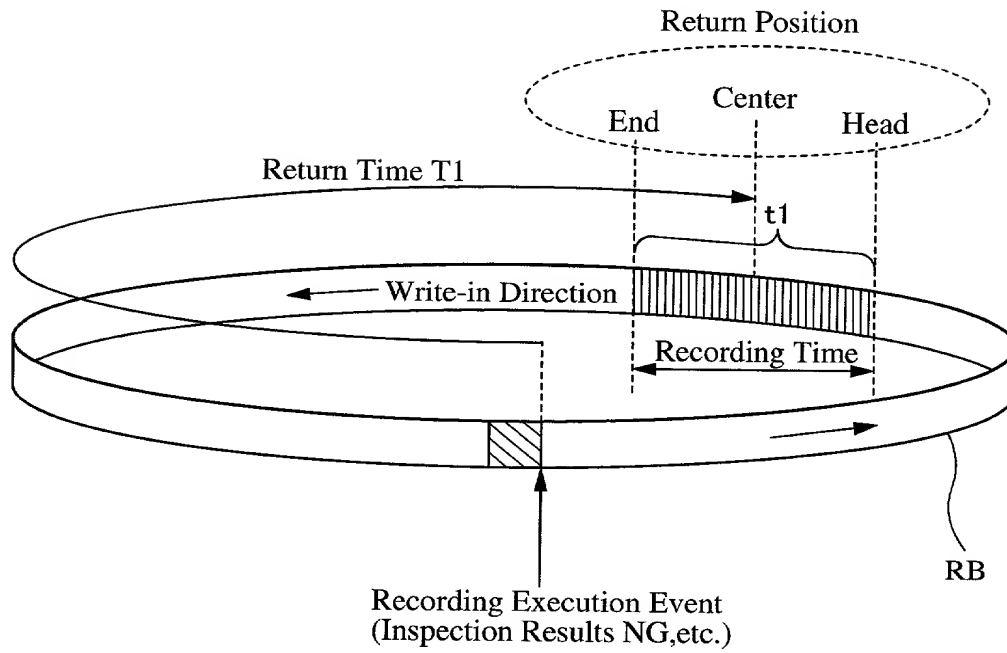 Return Position
Center
End
Head
Return Time T1
t1
Write-in Direction
Recording Time
RB
Recording Execution Event
(Inspection Results NG,etc.)